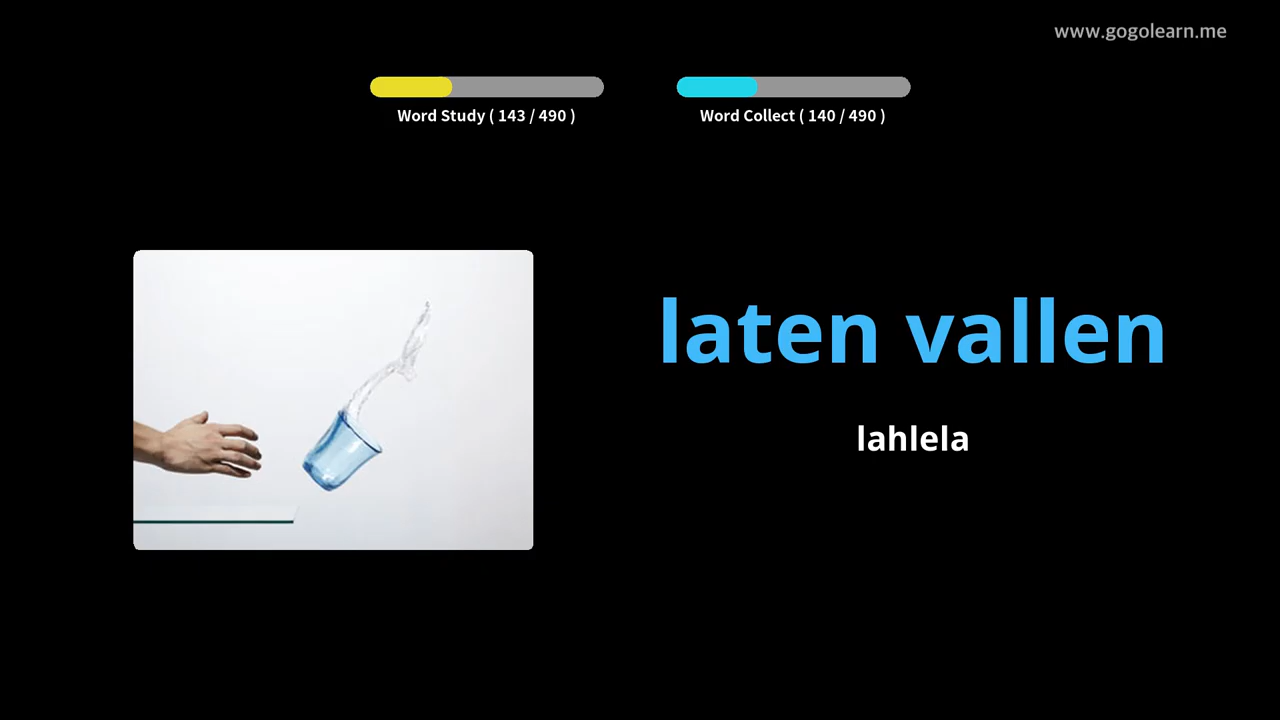 www.gogolearn.me
Word Study ( 143 / 490 )
Word Collect ( 140 / 490 )
laten vallen
lahlela